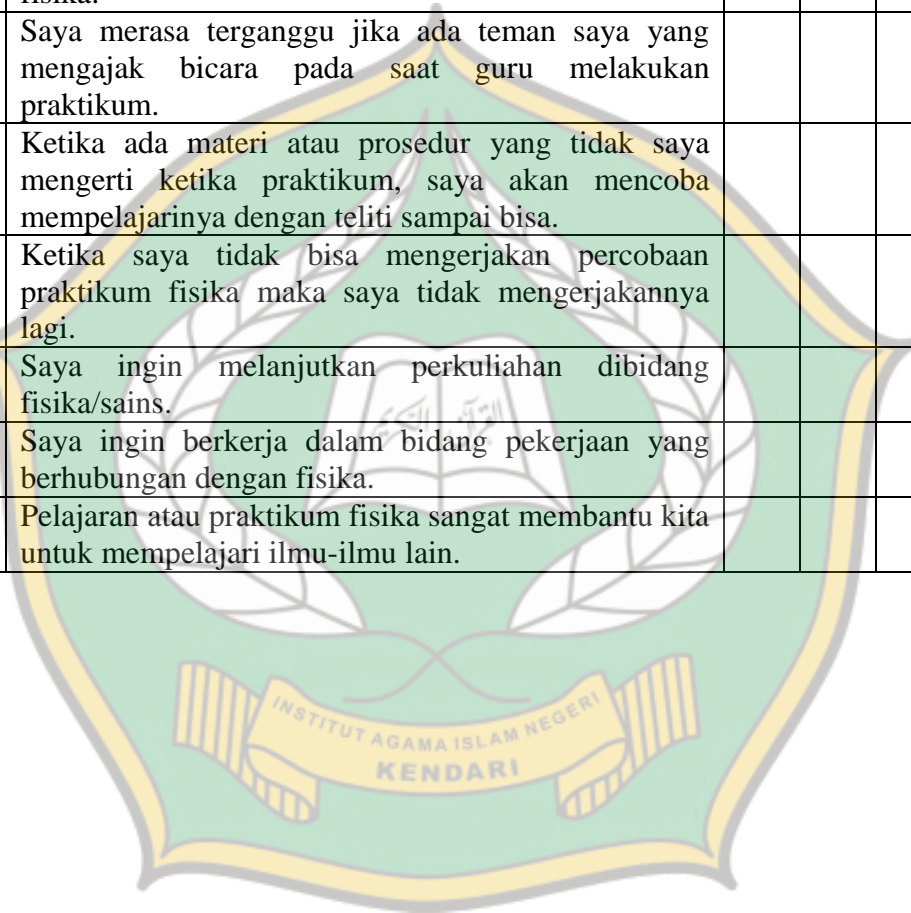 fisika.
Saya merasa terganggu jika ada teman saya yang
mengajak bicara pada saat guru melakukan
praktikum.
Ketika ada materi atau prosedur yang tidak saya
mengerti ketika praktikum, saya akan mencoba
mempelajarinya dengan teliti sampai bisa.
Ketika saya tidak bisa mengerjakan percobaan
praktikum fisika maka saya tidak mengerjakannya
lagi.
Saya ingin melanjutkan perkuliahan dibidang
fisika/sains.
Saya ingin berkerja dalam bidang pekerjaan yang
berhubungan dengan fisika.
Pelajaran atau praktikum fisika sangat membantu kita
untuk mempelajari ilmu-ilmu lain.
القرآن الكريم
INSTITUT AGAMA ISLAM NEGERI
KENDARI